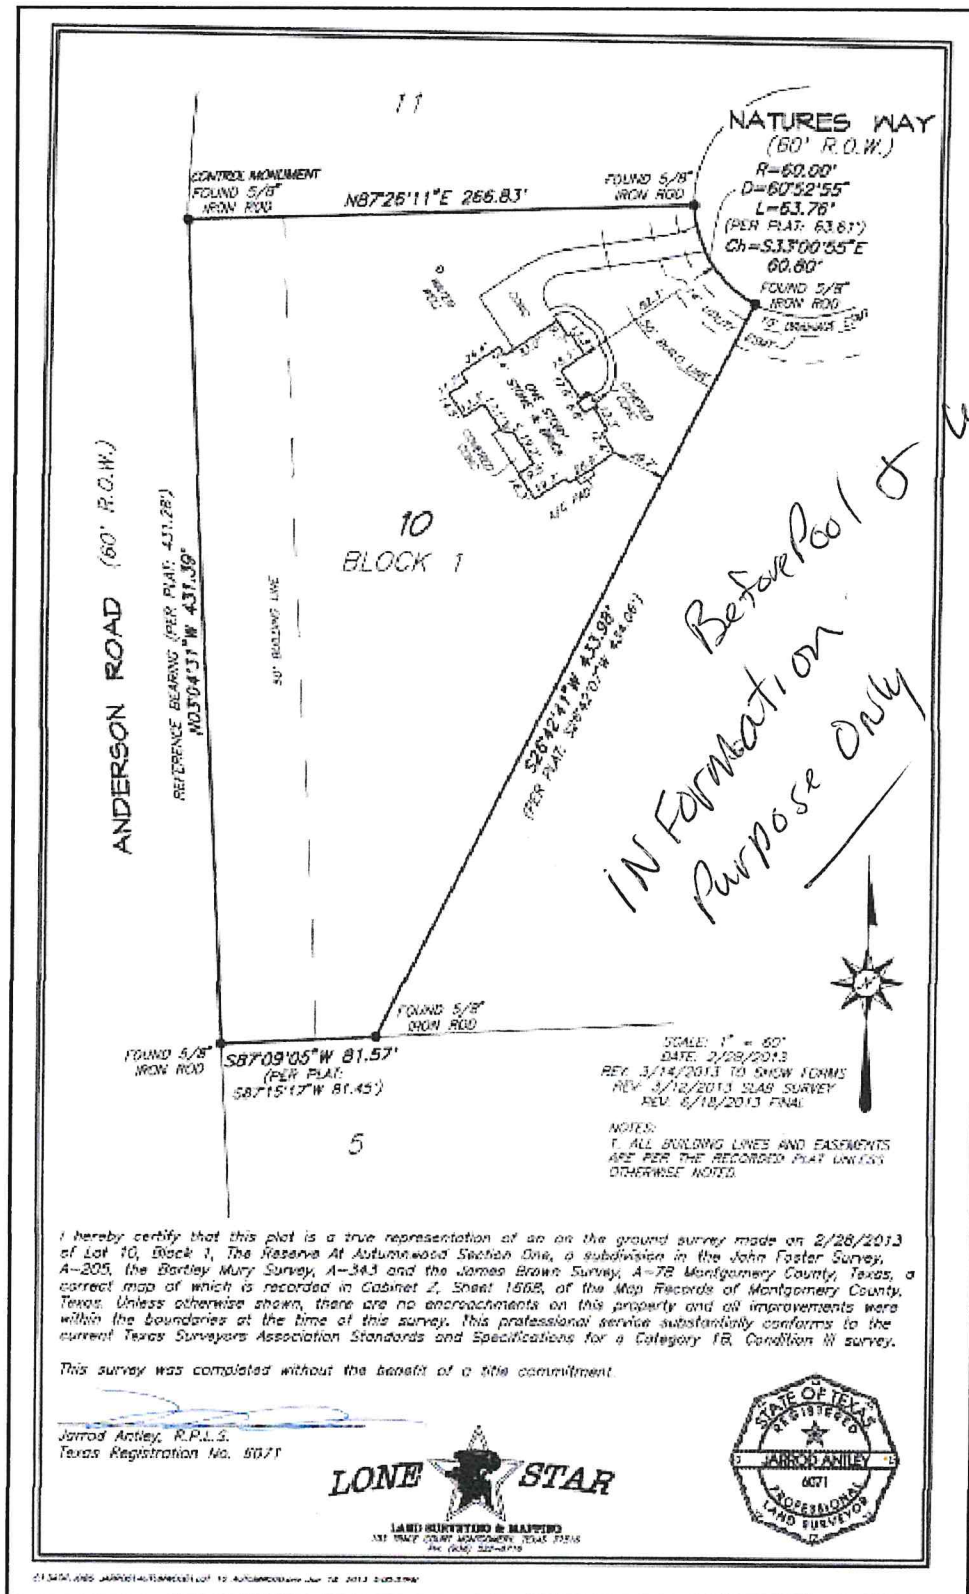 11
NATURES WAY
(60' R.O.W.)
R=60.00'
D=60°52'55"
L=63.76'
(PER PLAT: 63.61')
Ch=S33°00'55"E
60.80'
FOUND 5/8"
IRON ROD
CONTROL MONUMENT
FOUND 5/8"
IRON ROD
N87°26'11"E 266.83'
FOUND 5/8"
IRON ROD
WATER
WELL
CONC
ONE STORY
STONE & BRICK
COVERED
CONC
COVERED
CONC
A/C PAD
BUILD LINE
10
BLOCK 1
ANDERSON ROAD (60' R.O.W.)
REFERENCE BEARING (PER PLAT: 431.28')
N03°04'31"W 431.39'
50' BUILDING LINE
S26°42'41"W 433.98'
(PER PLAT: S26°42'07"W 434.06')
Before Pool &
INFormation
Purpose Only
FOUND 5/8"
IRON ROD
FOUND 5/8"
IRON ROD
S87°09'05"W 81.57'
(PER PLAT:
S87°15'17"W 81.45')
5
SCALE: 1" = 60'
DATE: 2/28/2013
REV. 3/14/2013 TO SHOW FORMS
REV. 3/12/2013 SLAB SURVEY
REV. 6/18/2013 FINAL
NOTES:
1. ALL BUILDING LINES AND EASEMENTS
ARE PER THE RECORDED PLAT UNLESS
OTHERWISE NOTED.
I hereby certify that this plat is a true representation of an on the ground survey made on 2/28/2013
of Lot 10, Block 1, The Reserve At Autumnwood Section One, a subdivision in the John Foster Survey,
A-205, the Bartley Mury Survey, A-343 and the James Brown Survey, A-78 Montgomery County, Texas, a
correct map of which is recorded in Cabinet Z, Sheet 1668, of the Map Records of Montgomery County,
Texas. Unless otherwise shown, there are no encroachments on this property and all improvements were
within the boundaries at the time of this survey. This professional service substantially conforms to the
current Texas Surveyors Association Standards and Specifications for a Category 1B, Condition III survey.
This survey was completed without the benefit of a title commitment.
Jarrod Antley, R.P.L.S.
Texas Registration No. 6071
LONE STAR
LAND SURVEYING & MAPPING
STATE OF TEXAS
REGISTERED
JARROD ANTLEY
6071
PROFESSIONAL
LAND SURVEYOR